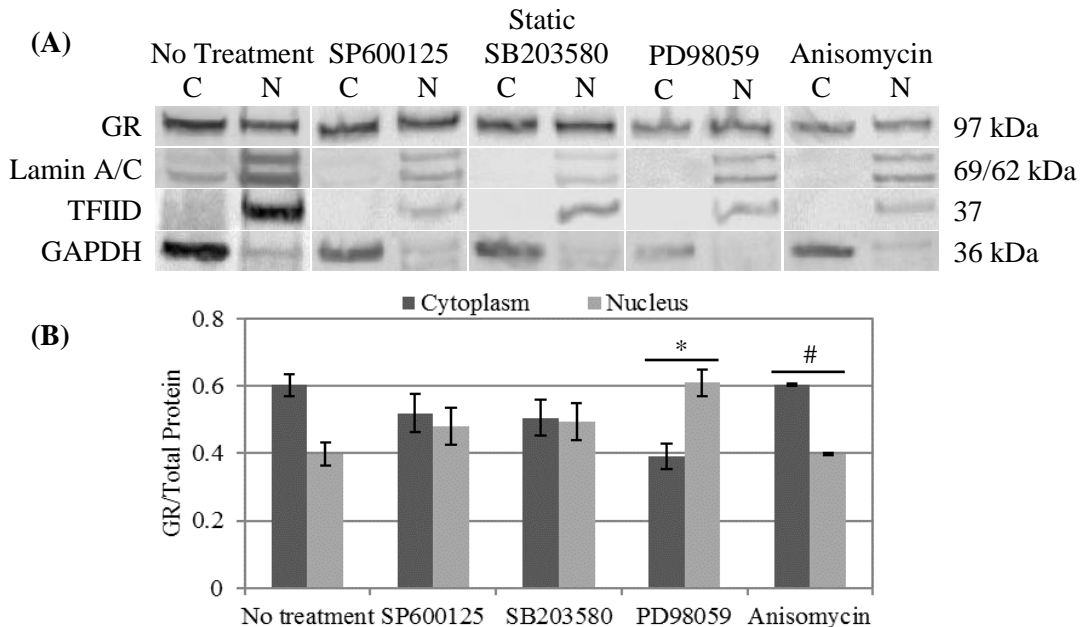 Static
(A)
No Treatment SP600125 SB203580 PD98059 Anisomycin
C N C N C N C N C N
GR 97 kDa
Lamin A/C 69/62 kDa
TFIID 37
GAPDH 36 kDa
Cytoplasm Nucleus
(B)
0.8
0.6
0.4
0.2
0
GR/Total Protein
* #
No treatment SP600125 SB203580 PD98059 Anisomycin